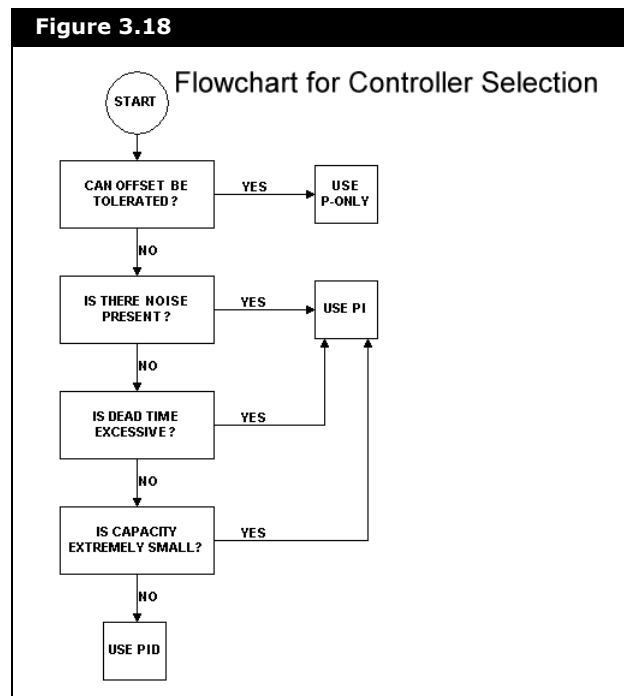 Figure 3.18
Flowchart for Controller Selection
START
CAN OFFSET BE
TOLERATED?
YES
USE
P-ONLY
NO
IS THERE NOISE
PRESENT?
YES
USE PI
NO
IS DEAD TIME
EXCESSIVE?
YES
NO
IS CAPACITY
EXTREMELY SMALL?
YES
NO
USE PID